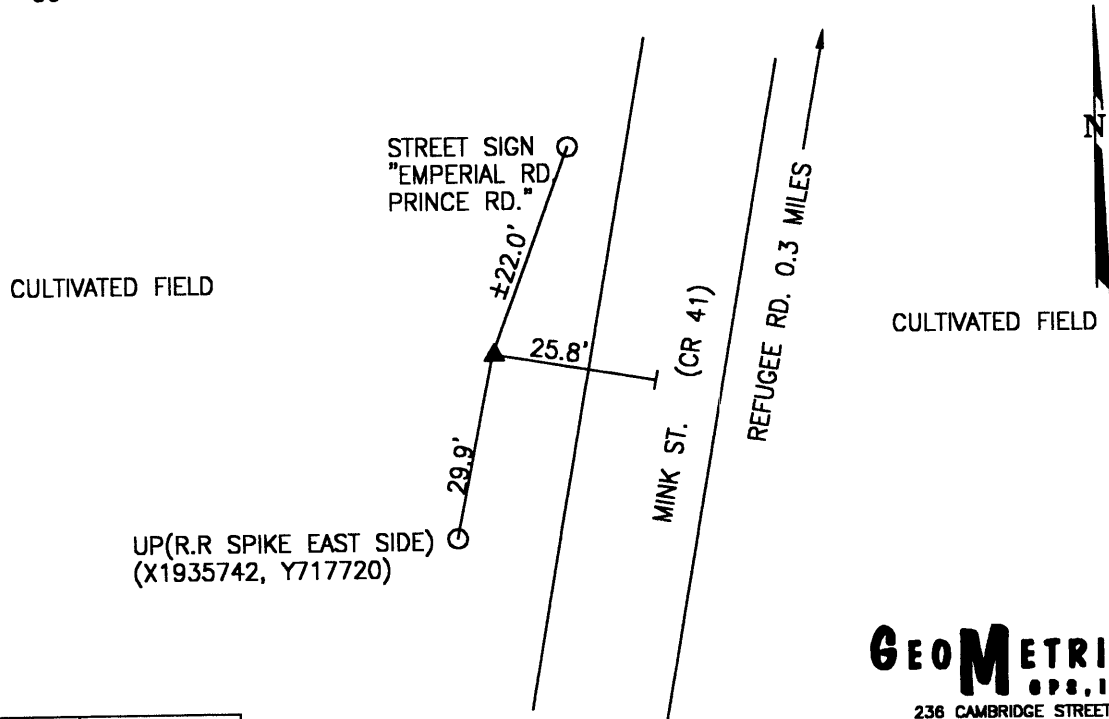 STREET SIGN
"EMPERIAL RD,
PRINCE RD."
N
±22.0'
CULTIVATED FIELD
REFUGEE RD. 0.3 MILES
CULTIVATED FIELD
25.8'
MINK ST. (CR 41)
29.9'
UP(R.R SPIKE EAST SIDE)
(X1935742, Y717720)
GEOMETRI
GPS, I
236 CAMBRIDGE STREET